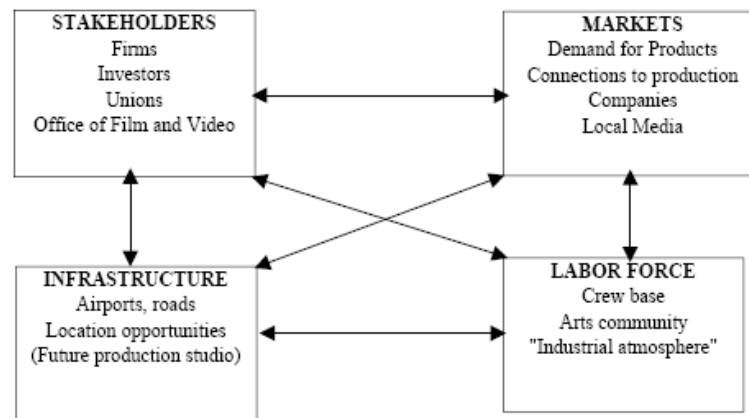 STAKEHOLDERS
Firms
Investors
Unions
Office of Film and Video
MARKETS
Demand for Products
Connections to production
Companies
Local Media
INFRASTRUCTURE
Airports, roads
Location opportunities
(Future production studio)
LABOR FORCE
Crew base
Arts community
"Industrial atmosphere"